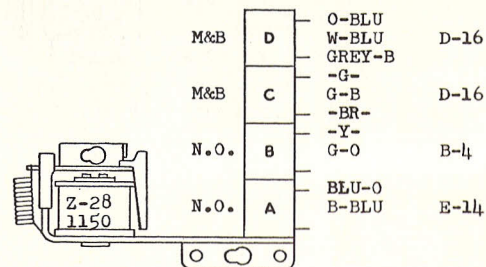 O-BLU
M&B D W-BLU D-16
GREY-B
-G-
M&B C G-B D-16
-BR-
-Y-
N.O. B G-O B-4
BLU-O
Z-28 N.O. A B-BLU E-14
1150